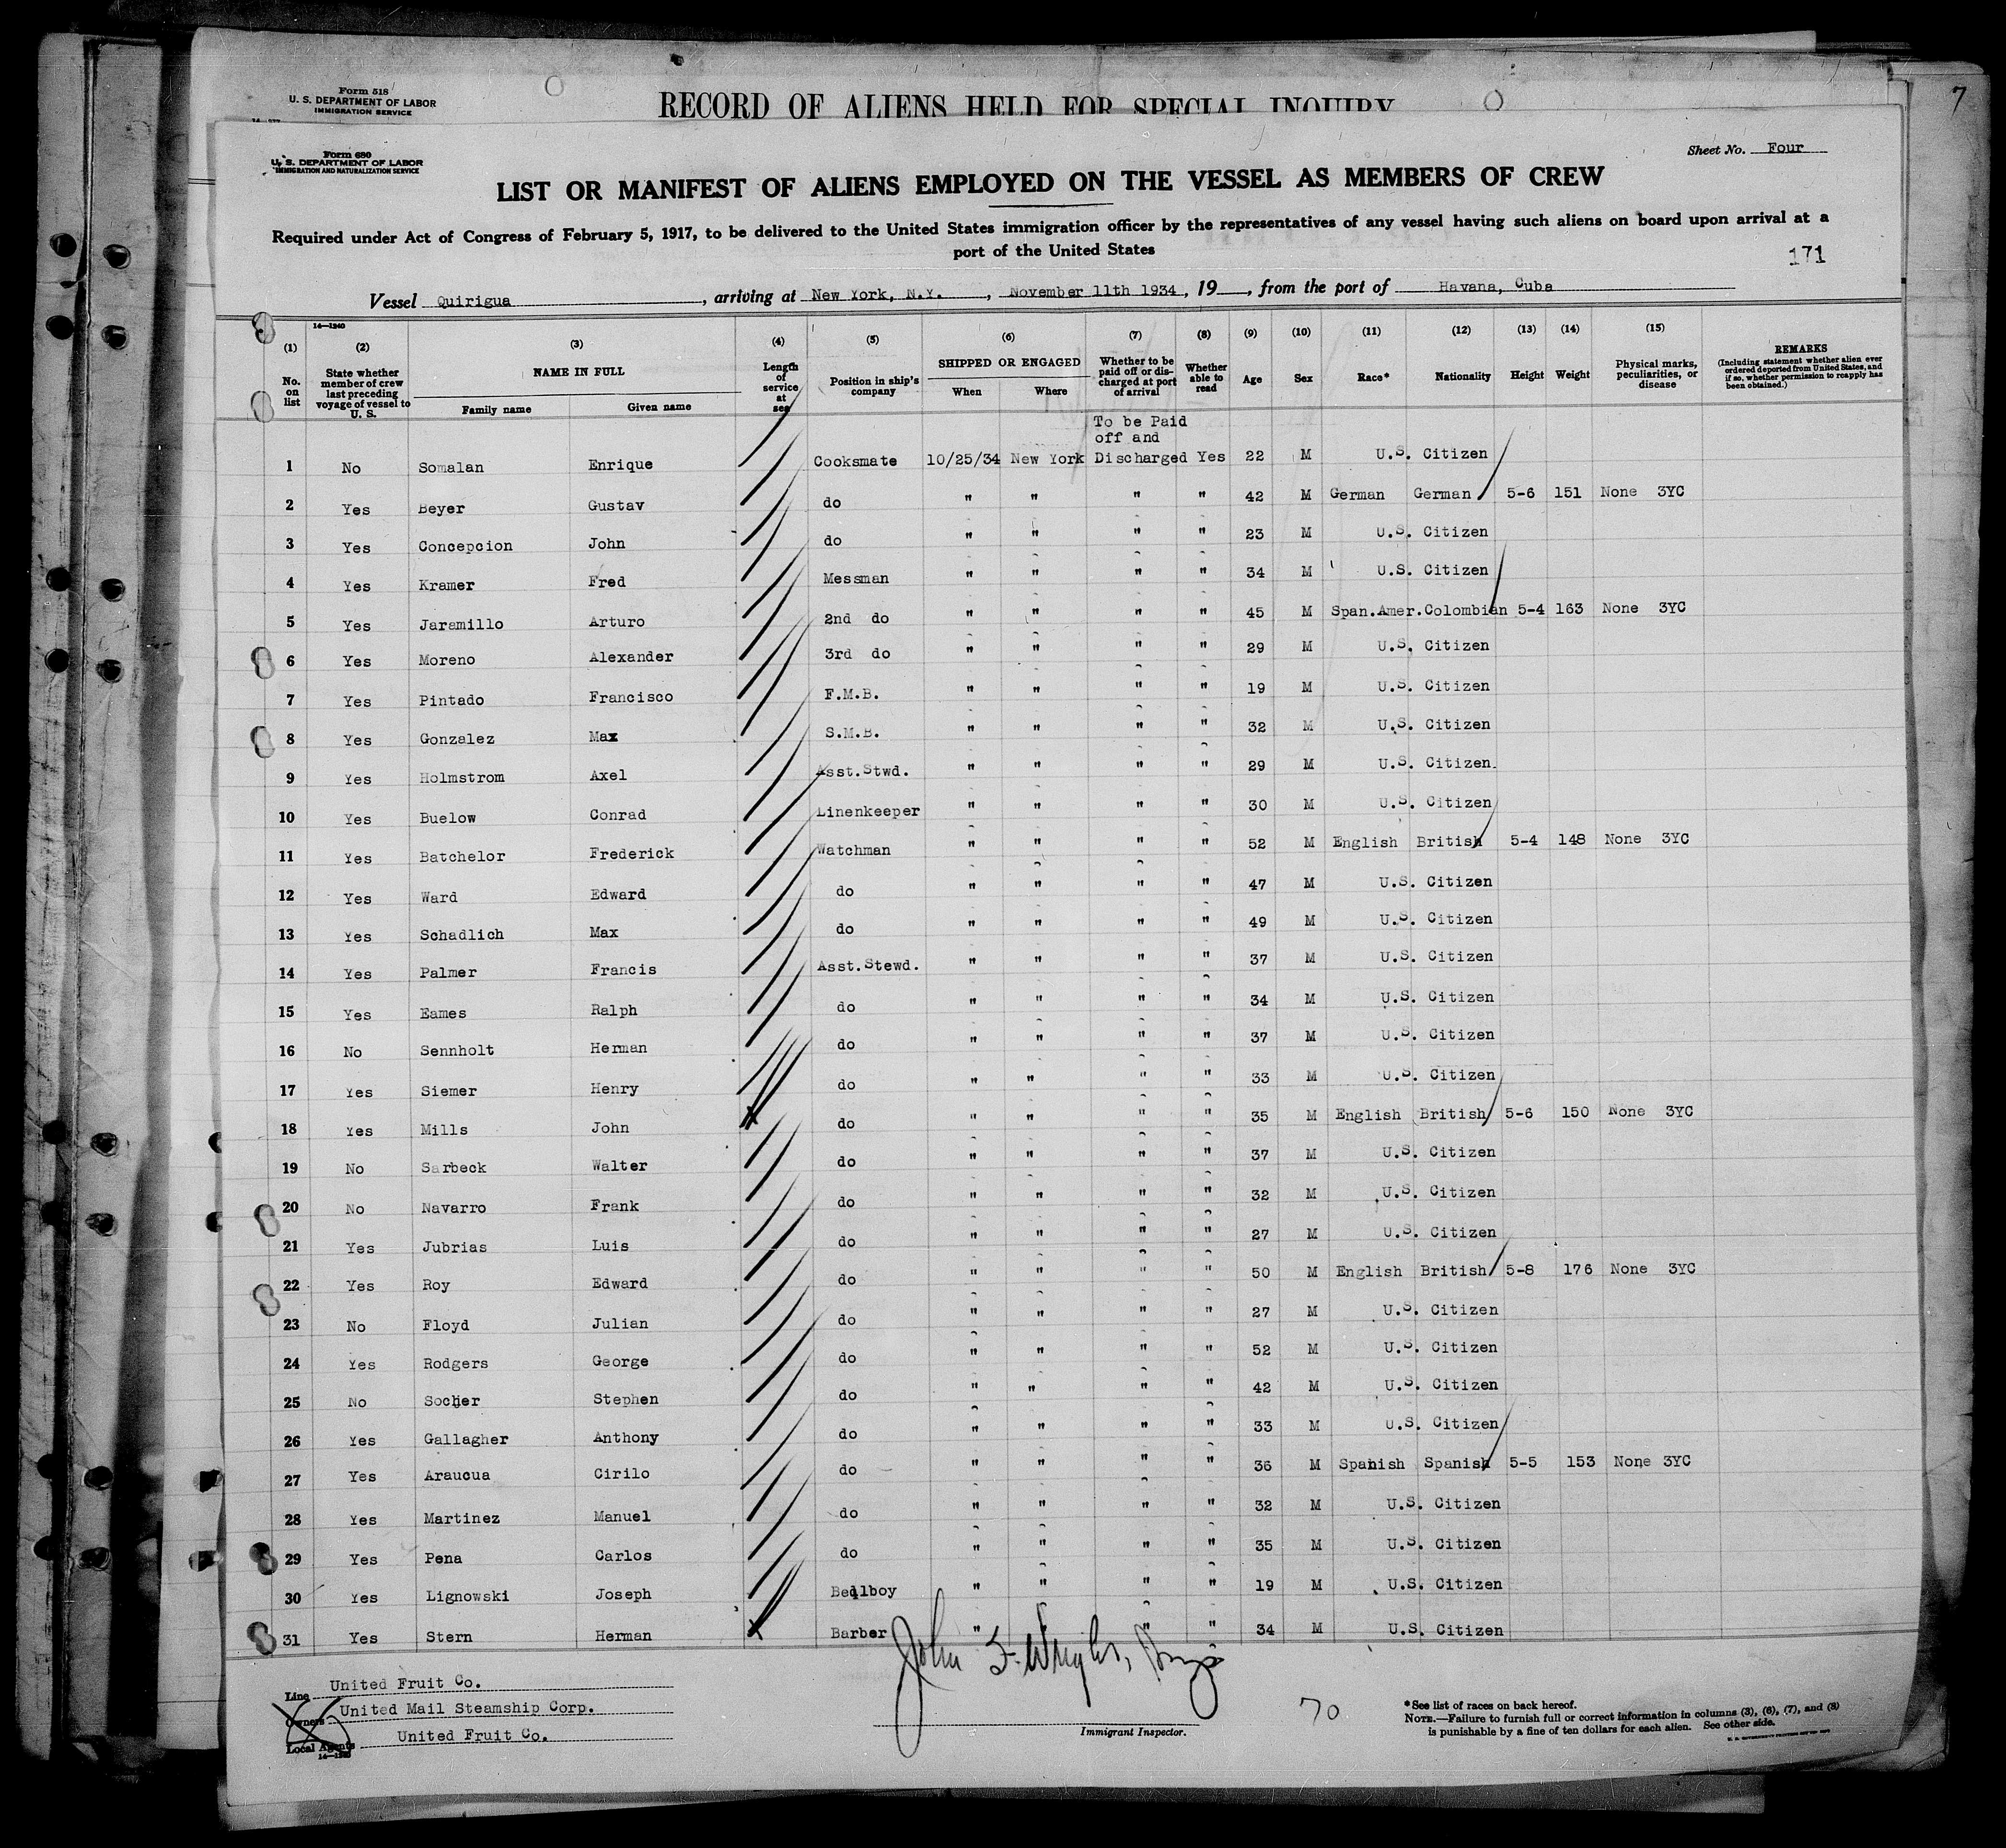 7
Form 518
U. S. DEPARTMENT OF LABOR
IMMIGRATION SERVICE
RECORD OF ALIENS HELD FOR SPECIAL INQUIRY
Form 680
U. S. DEPARTMENT OF LABOR
IMMIGRATION AND NATURALIZATION SERVICE
Sheet No. Four
LIST OR MANIFEST OF ALIENS EMPLOYED ON THE VESSEL AS MEMBERS OF CREW
Required under Act of Congress of February 5, 1917, to be delivered to the United States immigration officer by the representatives of any vessel having such aliens on board upon arrival at a
port of the United States
171
Vessel Quirigua, arriving at New York, N.Y., November 11th 1934, 19, from the port of Havana, Cuba
14—1240
(1) (2) (3) (4) (5) (6) (7) (8) (9) (10) (11) (12) (13) (14) (15)
No. on list State whether member of crew last preceding voyage of vessel to U. S. NAME IN FULL Family name Given name Length of service at sea Position in ship's company SHIPPED OR ENGAGED When Where Whether to be paid off or discharged at port of arrival Whether able to read Age Sex Race* Nationality Height Weight Physical marks, peculiarities, or disease REMARKS (Including statement whether alien ever ordered deported from United States, and if so, whether permission to reapply has been obtained.)
To be Paid
off and
1 No Somalan Enrique Cooksmate 10/25/34 New York Discharged Yes 22 M U.S. Citizen
2 Yes Beyer Gustav do " " " " 42 M German German 5-6 151 None 3YC
3 Yes Concepcion John do " " " " 23 M U.S. Citizen
4 Yes Kramer Fred Messman " " " " 34 M U.S. Citizen
5 Yes Jaramillo Arturo 2nd do " " " " 45 M Span.Amer.Colombian 5-4 163 None 3YC
6 Yes Moreno Alexander 3rd do " " " " 29 M U.S. Citizen
7 Yes Pintado Francisco F.M.B. " " " " 19 M U.S. Citizen
8 Yes Gonzalez Max S.M.B. " " " " 32 M U.S. Citizen
9 Yes Holmstrom Axel Asst.Stwd. " " " " 29 M U.S. Citizen.
10 Yes Buelow Conrad Linenkeeper " " " " 30 M U.S. Citizen
11 Yes Batchelor Frederick Watchman " " " " 52 M English British 5-4 148 None 3YC
12 Yes Ward Edward do " " " " 47 M U.S. Citizen
13 Yes Schadlich Max do " " " " 49 M U.S. Citizen
14 Yes Palmer Francis Asst.Stewd. " " " " 37 M U.S. Citizen
15 Yes Eames Ralph do " " " " 34 M U.S. Citizen
16 No Sennholt Herman do " " " " 37 M U.S. Citizen
17 Yes Siemer Henry do " " " " 33 M U.S. Citizen
18 Yes Mills John do " " " " 35 M English British 5-6 150 None 3YC
19 No Sarbeck Walter do " " " " 37 M U.S. Citizen
20 No Navarro Frank do " " " " 32 M U.S. Citizen
21 Yes Jubrias Luis do " " " " 27 M U.S. Citizen
22 Yes Roy Edward do " " " " 50 M English British 5-8 176 None 3YC
23 No Floyd Julian do " " " " 27 M U.S. Citizen
24 Yes Rodgers George do " " " " 52 M U.S. Citizen
25 No Socher Stephen do " " " " 42 M U.S. Citizen
26 Yes Gallagher Anthony do " " " " 33 M U.S. Citizen
27 Yes Araucua Cirilo do " " " " 36 M Spanish Spanish 5-5 153 None 3YC
28 Yes Martinez Manuel do " " " " 32 M U.S. Citizen
29 Yes Pena Carlos do " " " " 35 M U.S. Citizen
30 Yes Lignowski Joseph Bellboy " " " " 19 M U.S. Citizen
31 Yes Stern Herman Barber " " " 34 M U.S. Citizen
Line United Fruit Co.
Owners United Mail Steamship Corp.
Local Agents United Fruit Co.
John
Immigrant Inspector.
70
*See list of races on back hereof.
NOTE.—Failure to furnish full or correct information in columns (3), (6), (7), and (8)
is punishable by a fine of ten dollars for each alien. See other side.